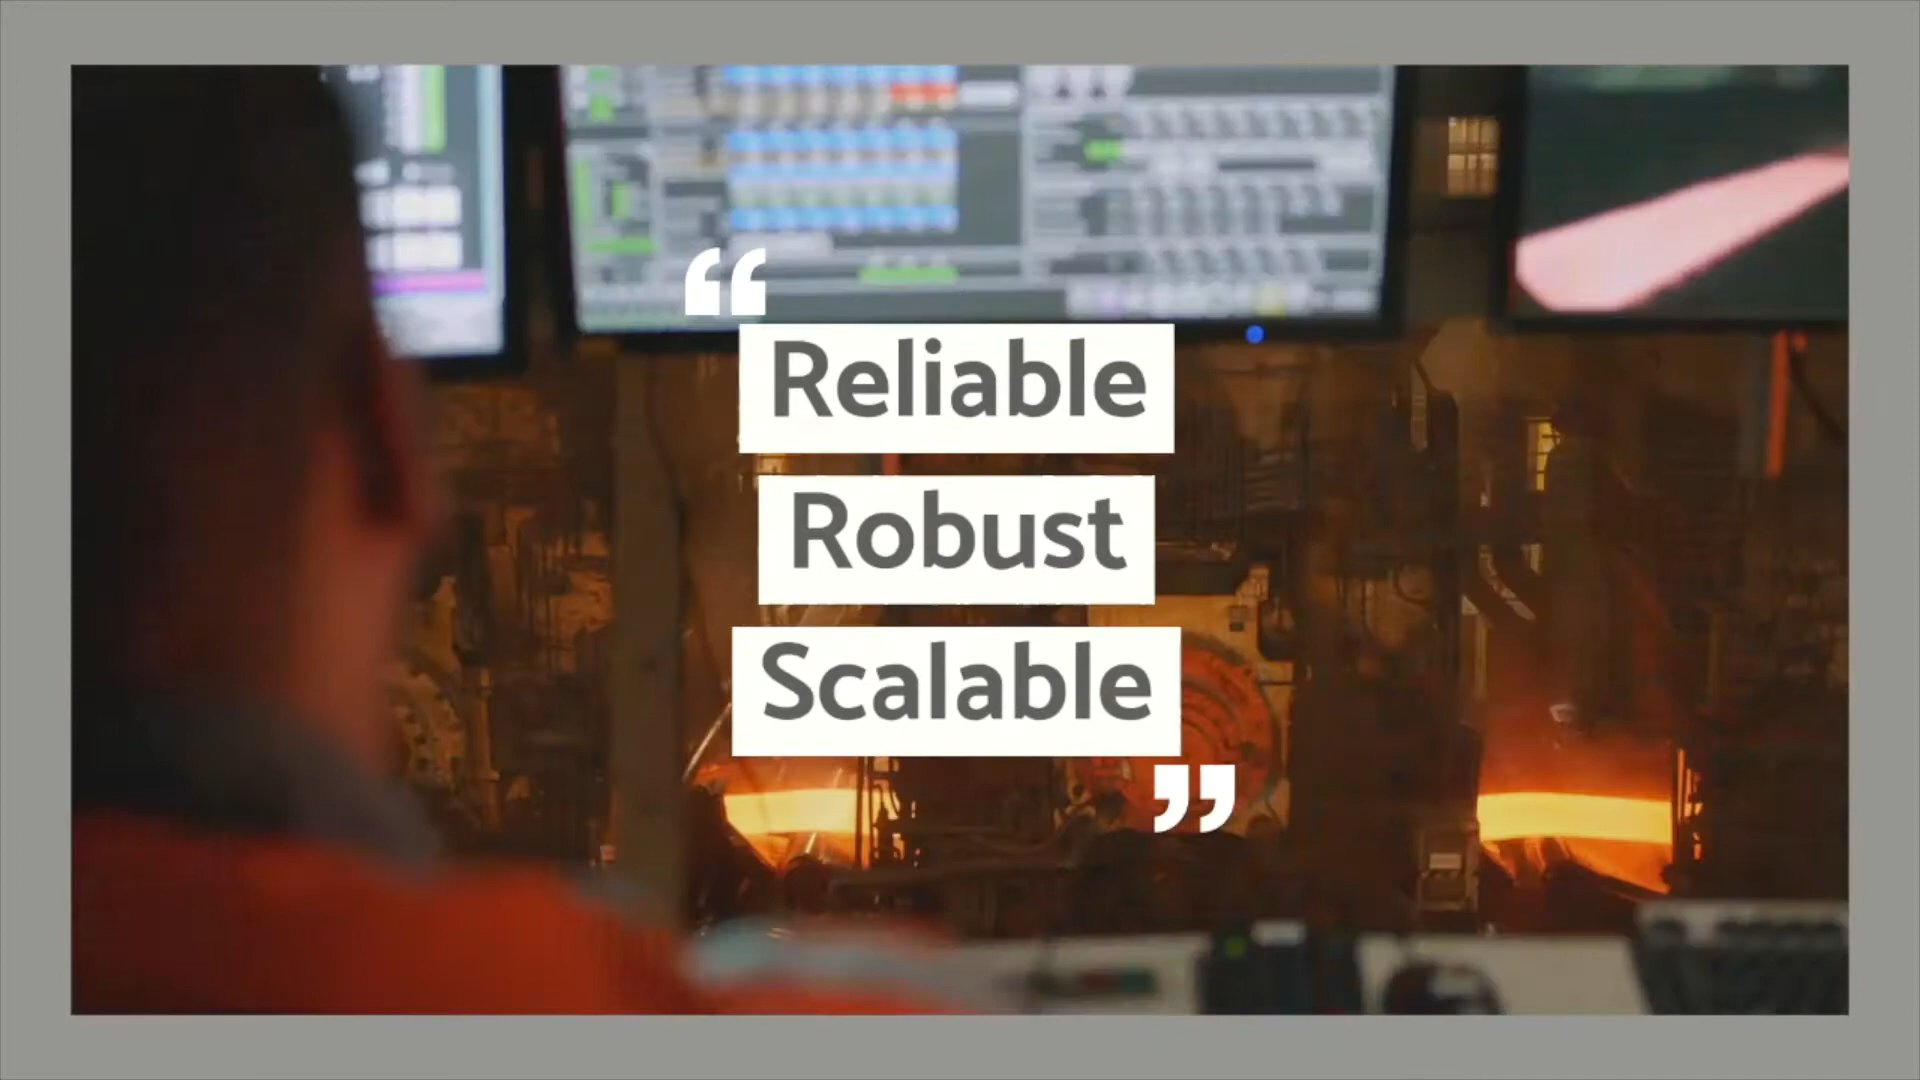 “
Reliable
Robust
Scalable
”